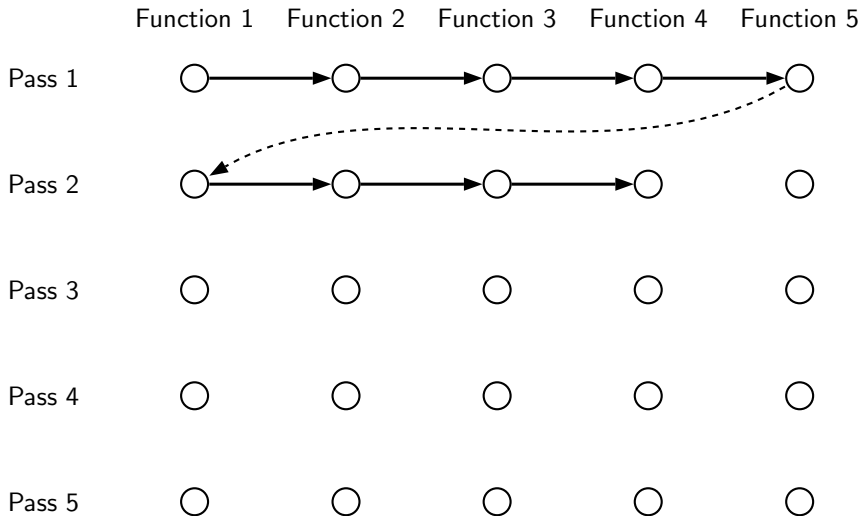 Function 1 Function 2 Function 3 Function 4 Function 5
Pass 1
Pass 2
Pass 3
Pass 4
Pass 5